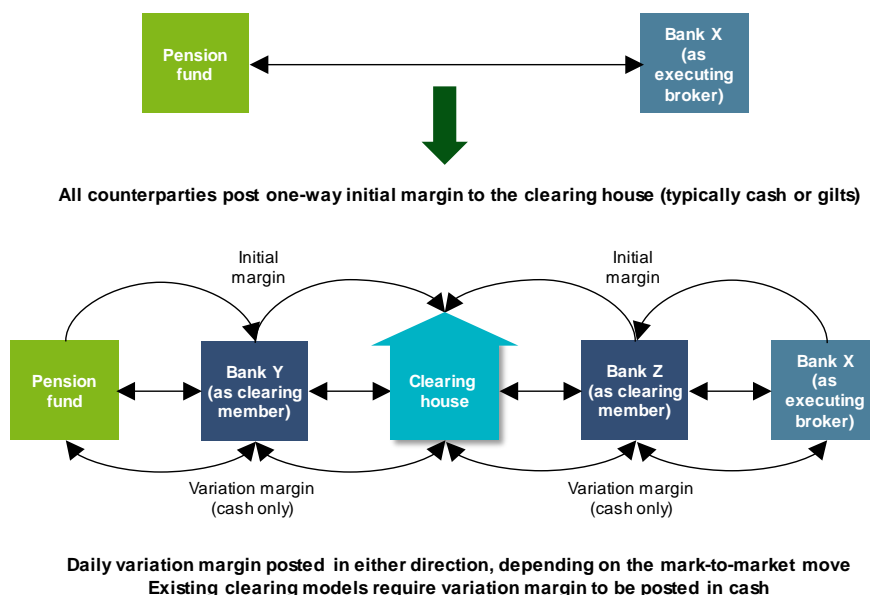 Pension
fund
Bank X
(as
executing
broker)
All counterparties post one-way initial margin to the clearing house (typically cash or gilts)
Initial
margin
Initial
margin
Pension
fund
Bank Y
(as clearing
member)
Clearing
house
Bank Z
(as clearing
member)
Bank X
(as
executing
broker)
Variation margin
(cash only)
Variation margin
(cash only)
Daily variation margin posted in either direction, depending on the mark-to-market move
Existing clearing models require variation margin to be posted in cash